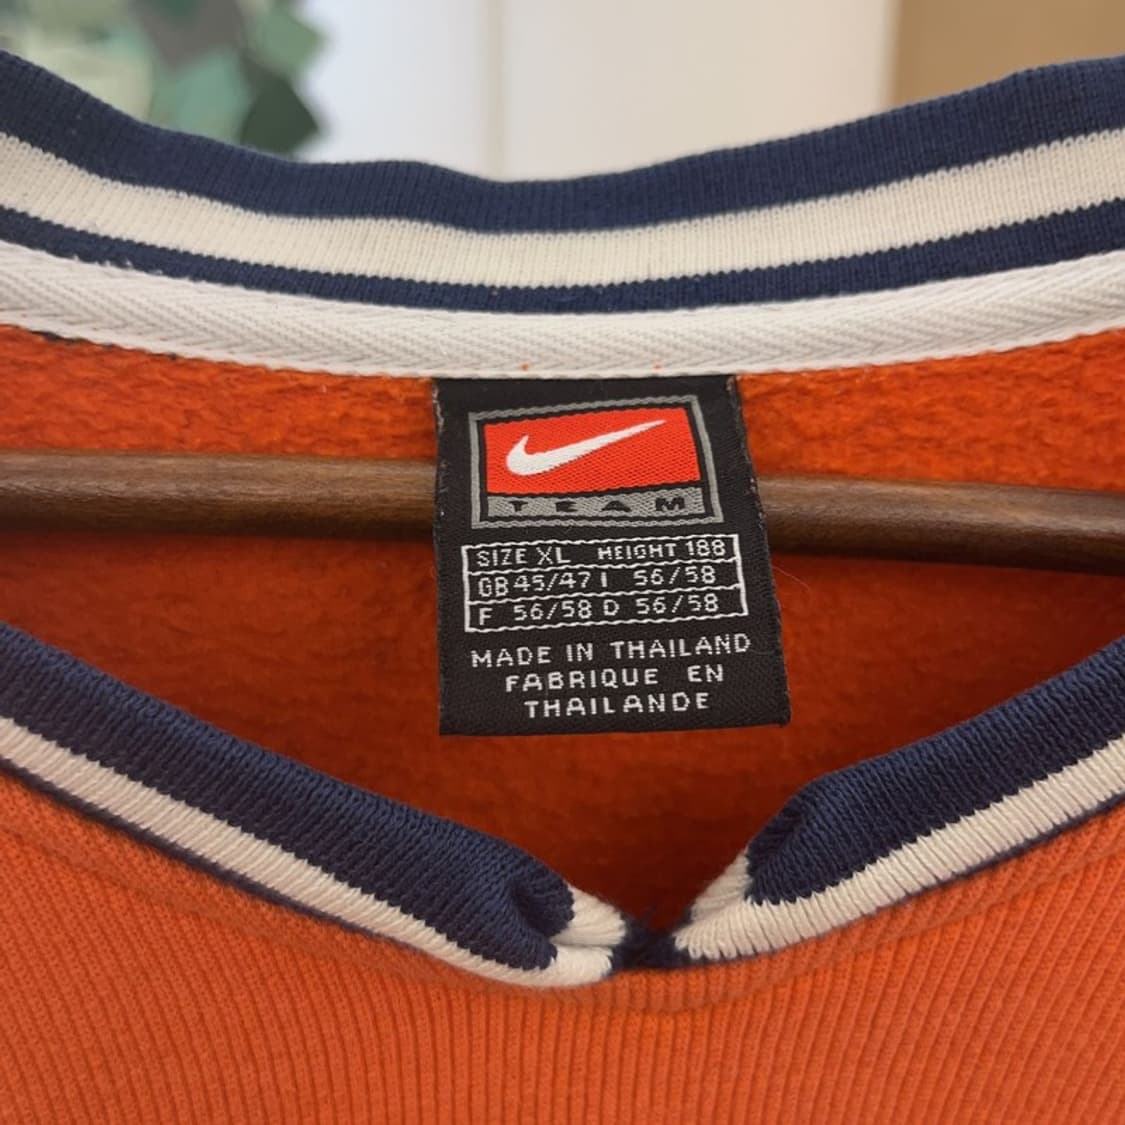 TEAM
SIZE XL HEIGHT 188
GB 45/47 I 56/58
F 56/58 D 56/58
MADE IN THAILAND
FABRIQUE EN
THAILANDE